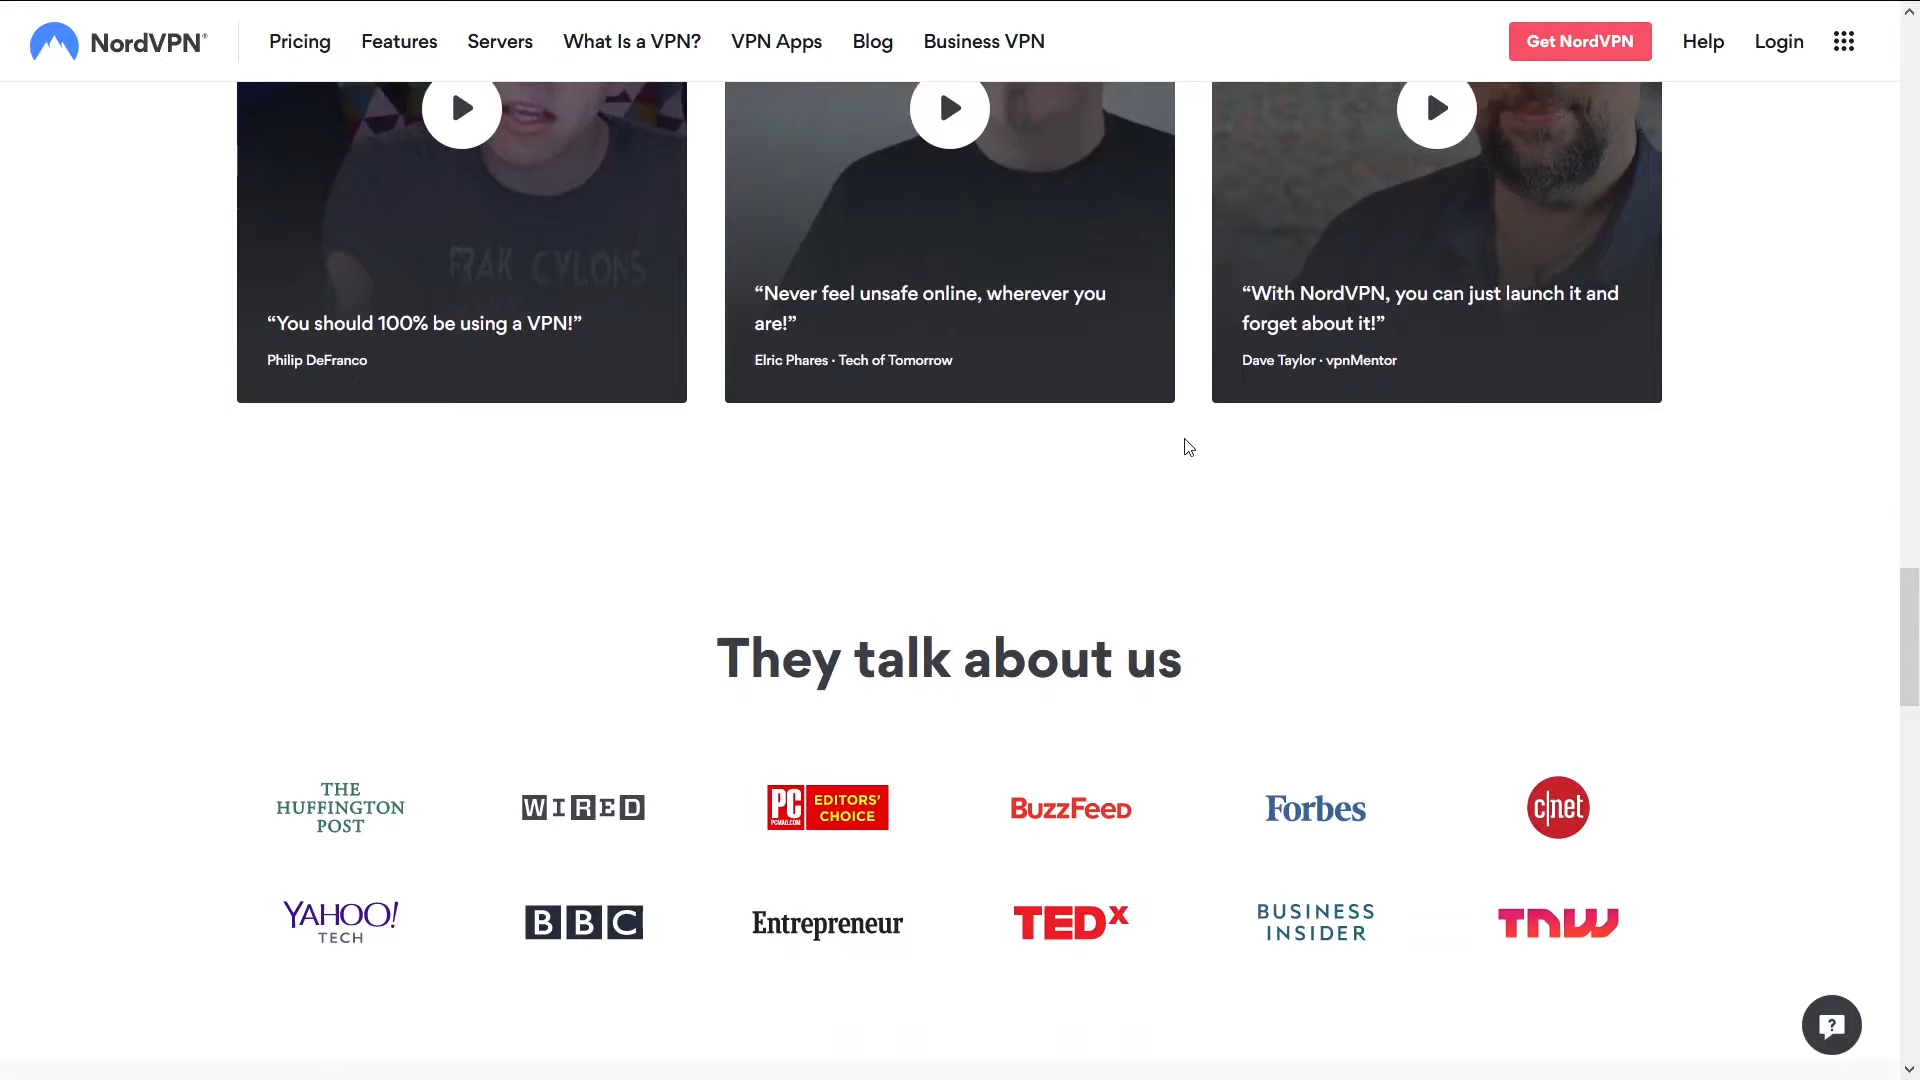 NordVPN®
Pricing
Features
Servers
What Is a VPN?
VPN Apps
Blog
Business VPN
Get NordVPN
Help
Login
FRAK CYLONS
“You should 100% be using a VPN!”
Philip DeFranco
“Never feel unsafe online, wherever you
are!”
Elric Phares · Tech of Tomorrow
“With NordVPN, you can just launch it and
forget about it!”
Dave Taylor · vpnMentor
They talk about us
THE
HUFFINGTON
POST
WIRED
PC
PCMAG.COM
EDITORS’
CHOICE
BuzzFeed
Forbes
c|net
YAHOO!
TECH
BBC
Entrepreneur
TEDx
BUSINESS
INSIDER
TNW
?